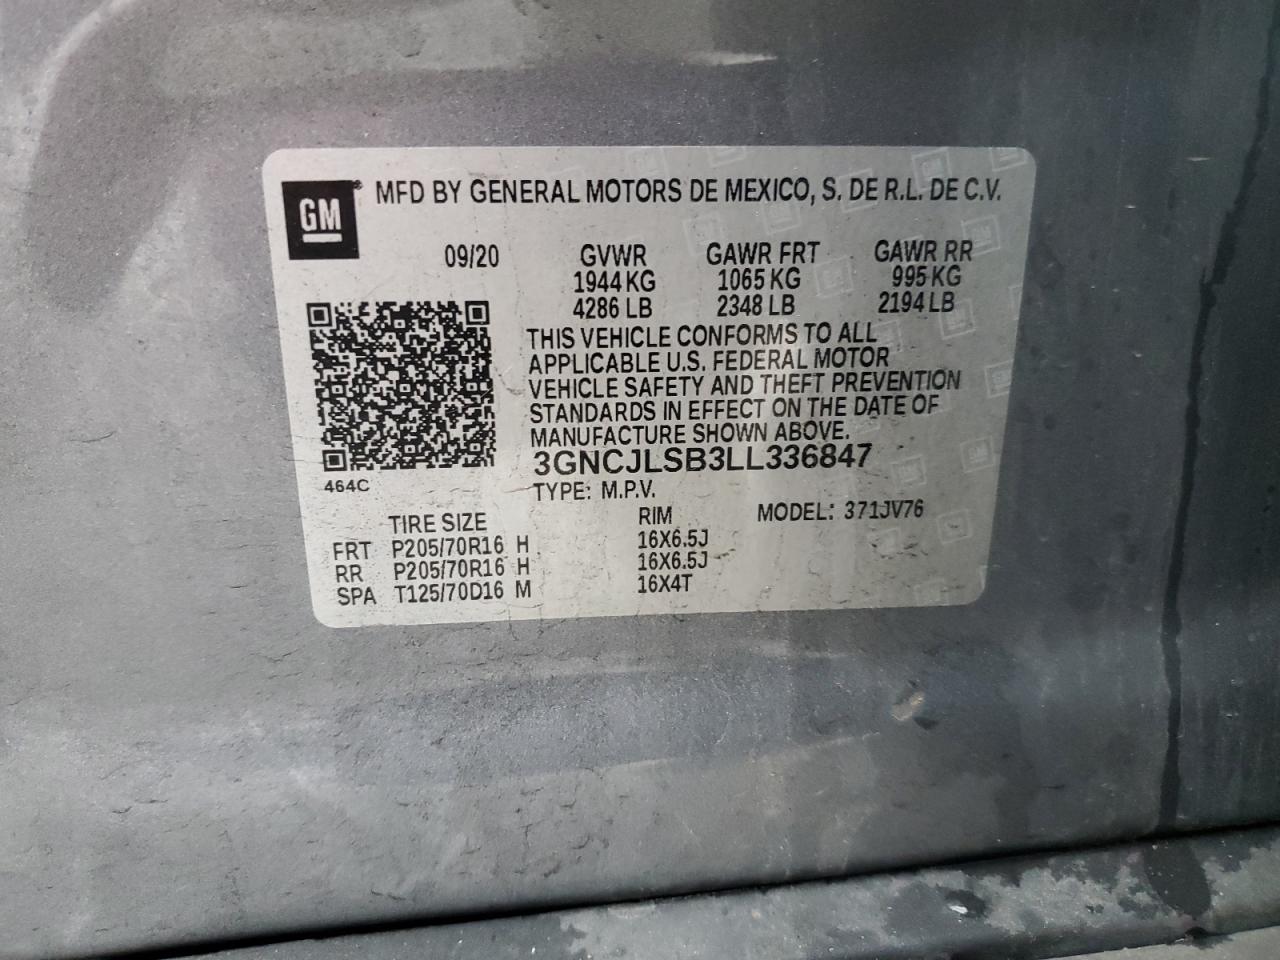 GM® MFD BY GENERAL MOTORS DE MEXICO, S. DE R.L. DE C.V.
09/20 GVWR GAWR FRT GAWR RR
1944 KG 1065 KG 995 KG
4286 LB 2348 LB 2194 LB
THIS VEHICLE CONFORMS TO ALL
APPLICABLE U.S. FEDERAL MOTOR
VEHICLE SAFETY AND THEFT PREVENTION
STANDARDS IN EFFECT ON THE DATE OF
MANUFACTURE SHOWN ABOVE.
3GNCJLSB3LL336847
464C
TYPE: M.P.V.
TIRE SIZE RIM MODEL: 371JV76
FRT P205/70R16 H 16X6.5J
RR P205/70R16 H 16X6.5J
SPA T125/70D16 M 16X4T